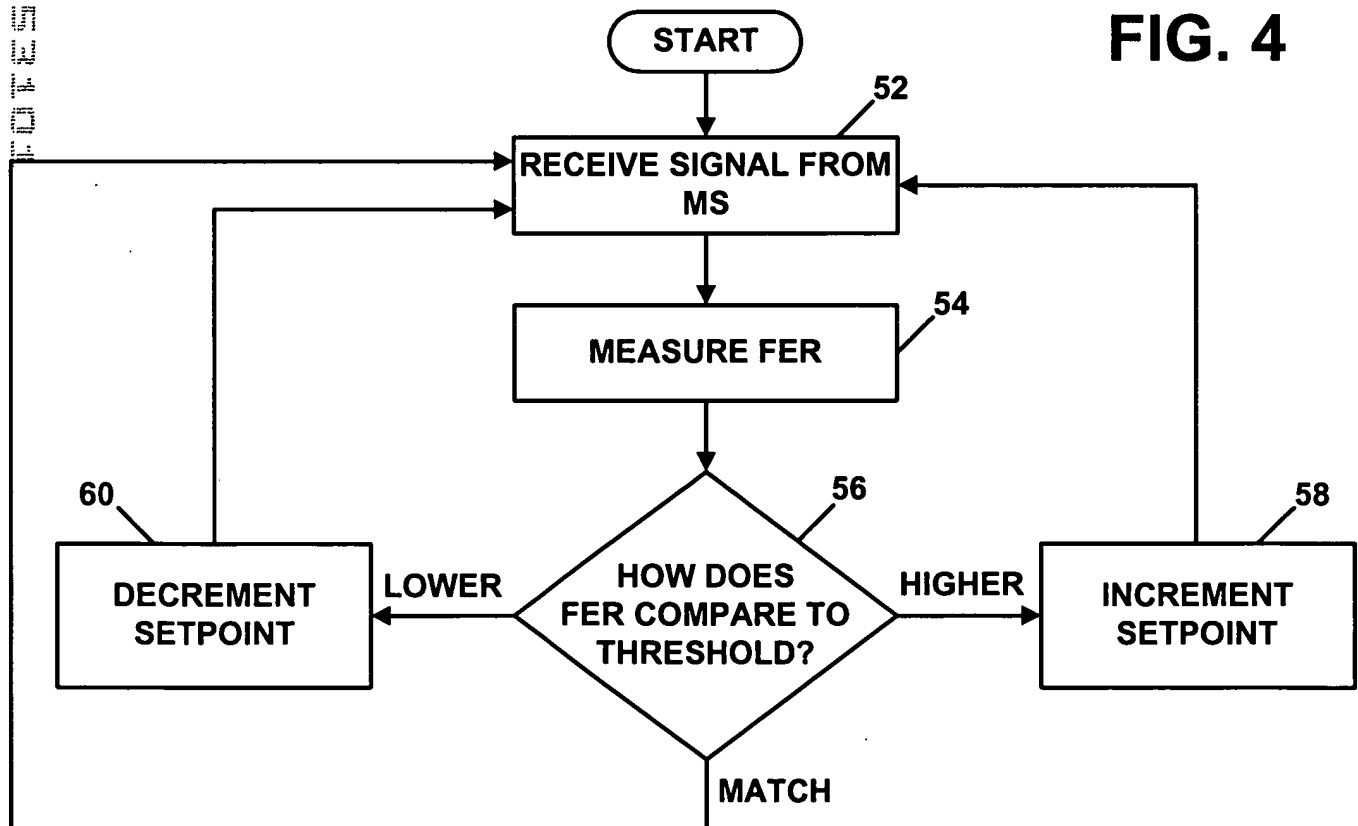 FIG. 4
START
52
RECEIVE SIGNAL FROM
MS
54
MEASURE FER
56
HOW DOES
FER COMPARE TO
THRESHOLD?
60
LOWER
DECREMENT
SETPOINT
58
HIGHER
INCREMENT
SETPOINT
MATCH